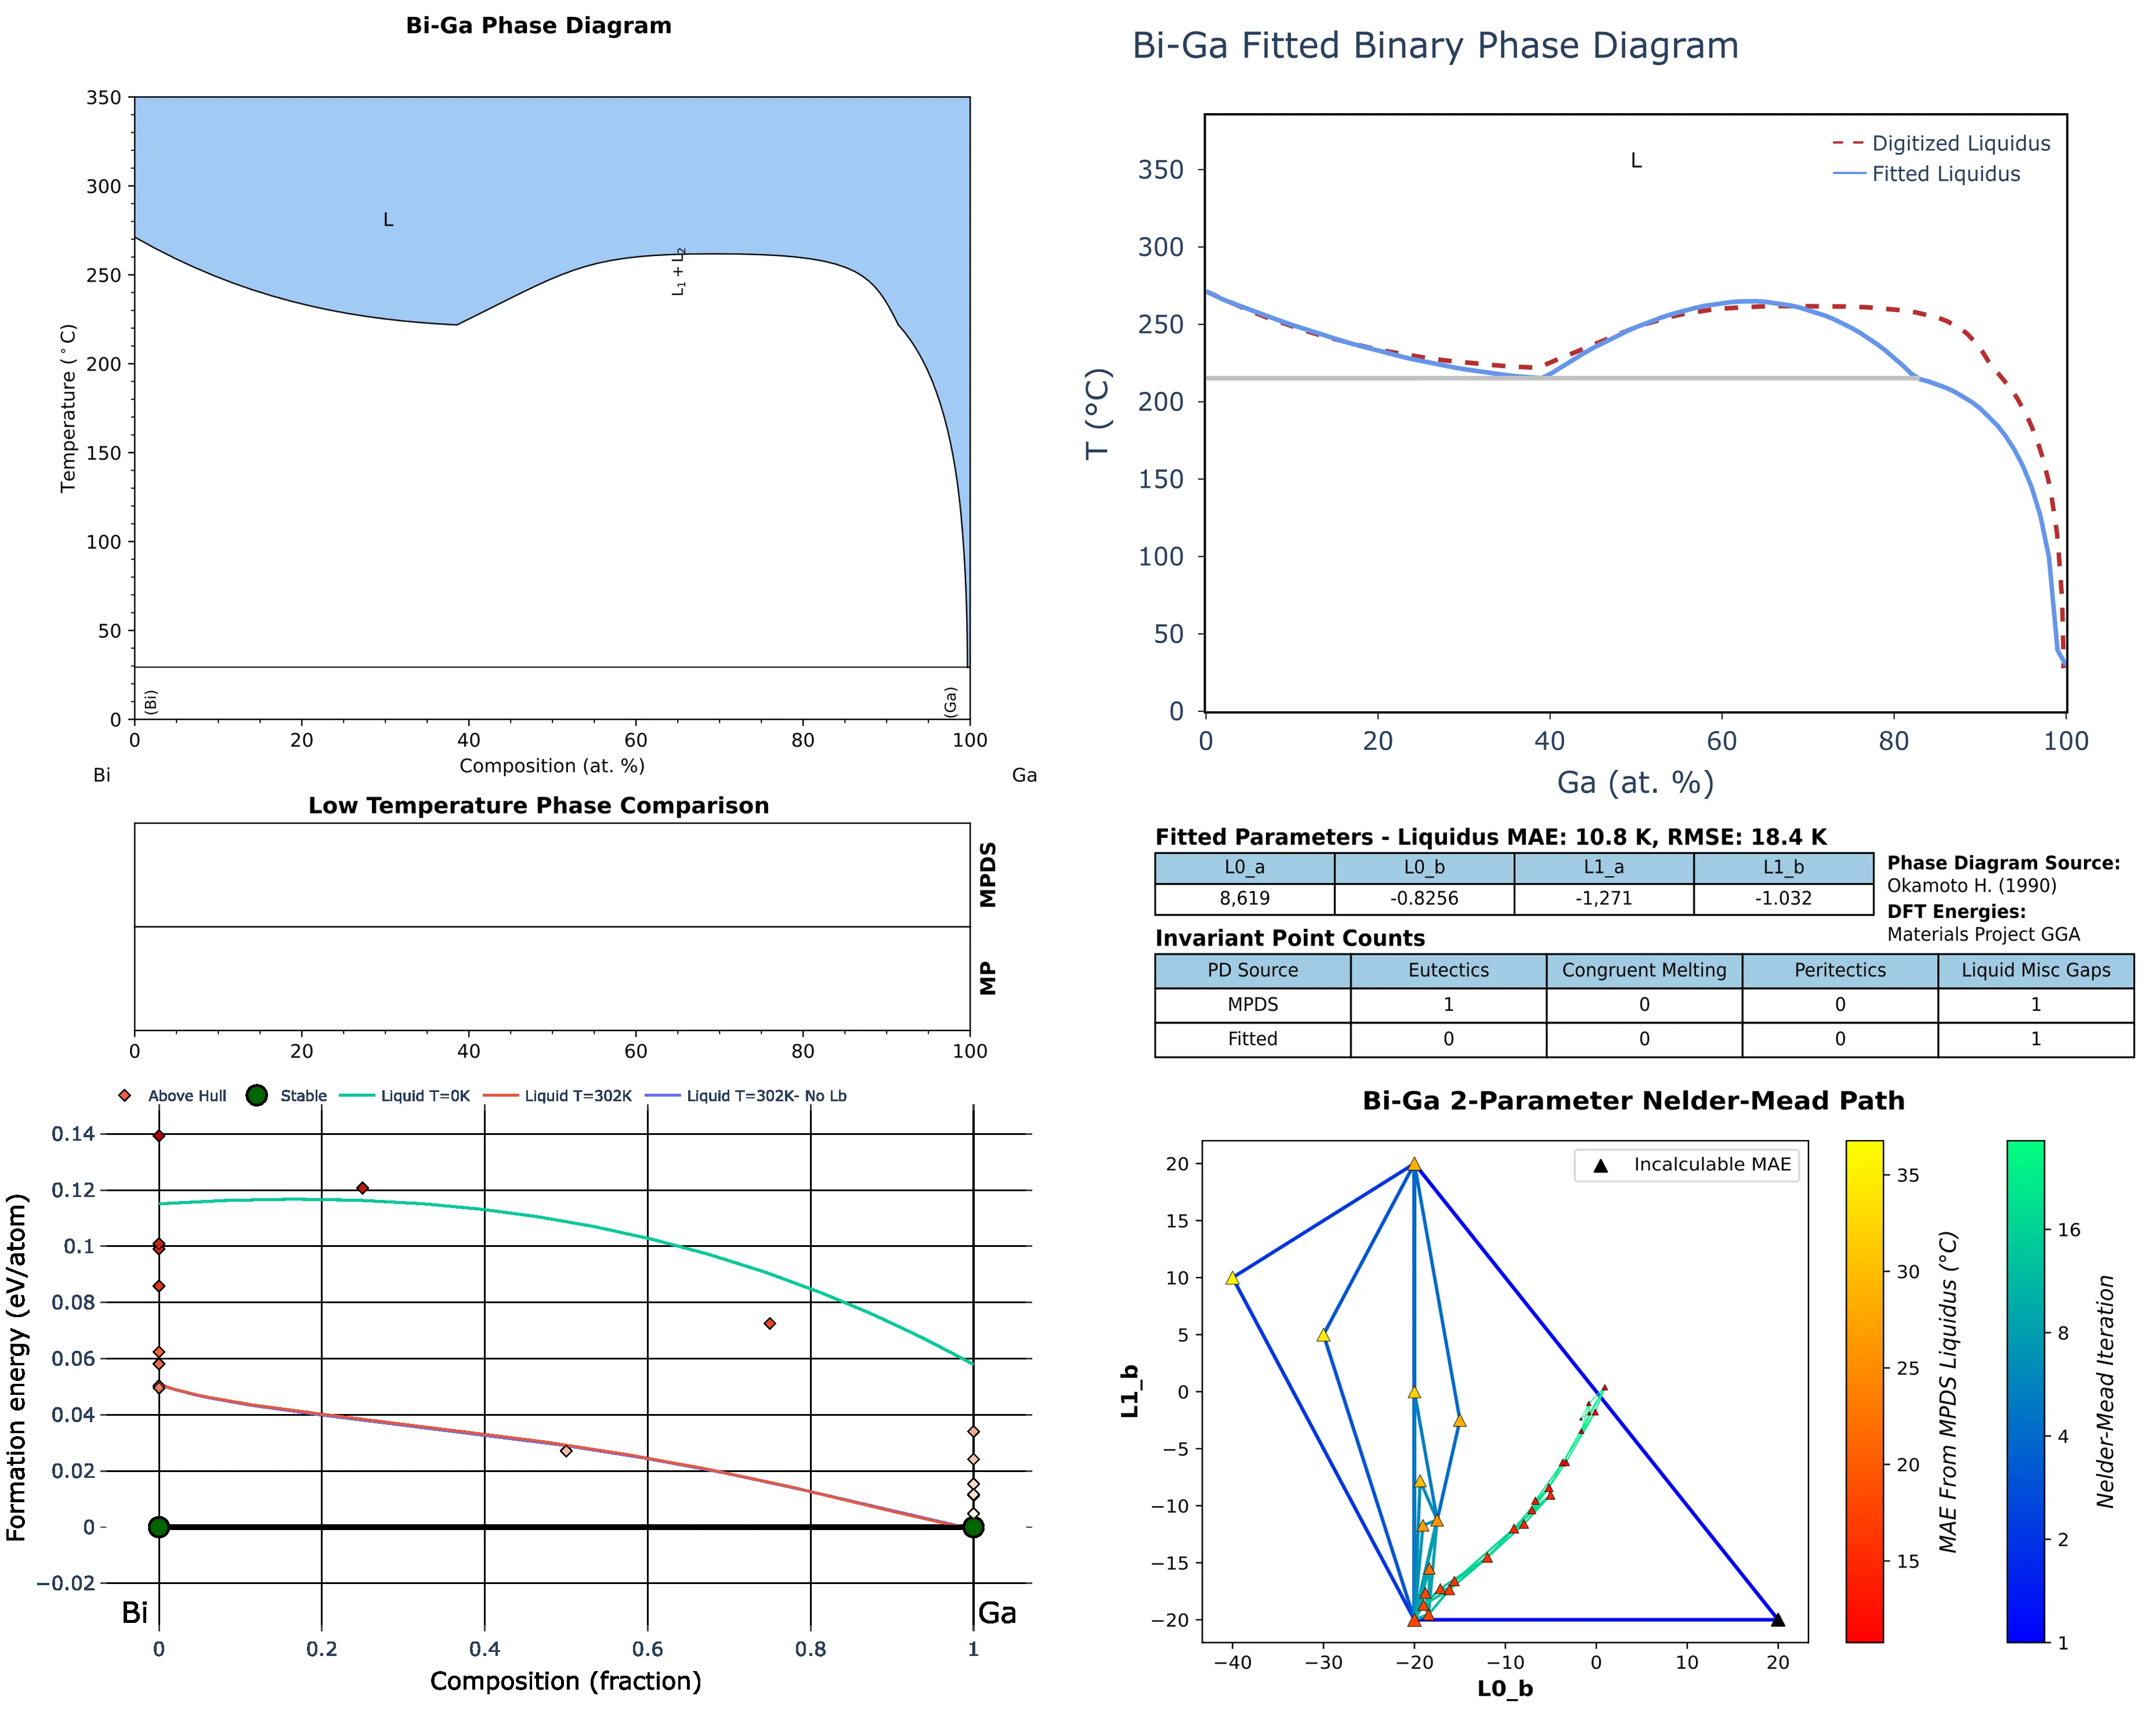 Bi-Ga Phase Diagram
350
300
250
200
150
100
50
0
Temperature (°C)
L
L₁ + L₂
(Bi)
(Ga)
0 20 40 60 80 100
Composition (at. %)
Bi
Ga
Bi-Ga Fitted Binary Phase Diagram
Digitized Liquidus
Fitted Liquidus
L
350
300
250
200
150
100
50
0
T (°C)
0 20 40 60 80 100
Ga (at. %)
Low Temperature Phase Comparison
MPDS
MP
0 20 40 60 80 100
Fitted Parameters - Liquidus MAE: 10.8 K, RMSE: 18.4 K
L0_a L0_b L1_a L1_b
8,619 -0.8256 -1,271 -1.032
Phase Diagram Source:
Okamoto H. (1990)
DFT Energies:
Materials Project GGA
Invariant Point Counts
PD Source Eutectics Congruent Melting Peritectics Liquid Misc Gaps
MPDS 1 0 0 1
Fitted 0 0 0 1
Above Hull Stable Liquid T=0K Liquid T=302K Liquid T=302K- No Lb
0.14
0.12
0.1
0.08
0.06
0.04
0.02
0
−0.02
Formation energy (eV/atom)
Bi
Ga
0 0.2 0.4 0.6 0.8 1
Composition (fraction)
Bi-Ga 2-Parameter Nelder-Mead Path
Incalculable MAE
20
15
10
5
0
−5
−10
−15
−20
L1_b
−40 −30 −20 −10 0 10 20
L0_b
35
30
25
20
15
MAE From MPDS Liquidus (°C)
16
8
4
2
1
Nelder-Mead Iteration